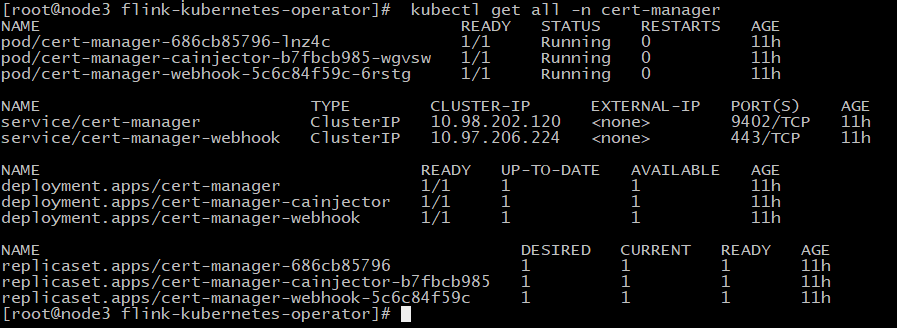 [root@node3 flink-kubernetes-operator]#  kubectl get all -n cert-manager
NAME                                          READY   STATUS    RESTARTS   AGE
pod/cert-manager-686cb85796-lnz4c             1/1     Running   0          11h
pod/cert-manager-cainjector-b7fbcb985-wgvsw   1/1     Running   0          11h
pod/cert-manager-webhook-5c6c84f59c-6rstg     1/1     Running   0          11h
NAME                           TYPE        CLUSTER-IP      EXTERNAL-IP   PORT(S)    AGE
service/cert-manager           ClusterIP   10.98.202.120   <none>        9402/TCP   11h
service/cert-manager-webhook   ClusterIP   10.97.206.224   <none>        443/TCP    11h
NAME                                      READY   UP-TO-DATE   AVAILABLE   AGE
deployment.apps/cert-manager              1/1     1            1           11h
deployment.apps/cert-manager-cainjector   1/1     1            1           11h
deployment.apps/cert-manager-webhook      1/1     1            1           11h
NAME                                                DESIRED   CURRENT   READY   AGE
replicaset.apps/cert-manager-686cb85796             1         1         1       11h
replicaset.apps/cert-manager-cainjector-b7fbcb985   1         1         1       11h
replicaset.apps/cert-manager-webhook-5c6c84f59c     1         1         1       11h
[root@node3 flink-kubernetes-operator]#